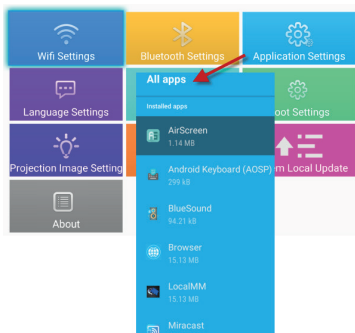 Wifi Settings
Bluetooth Settings
Application Settings
Language Settings
oot Settings
Projection Image Setting
m Local Update
About
All apps
Installed apps
AirScreen
1.14 MB
Android Keyboard (AOSP)
299 kB
BlueSound
94.21 kB
Browser
15.13 MB
LocalMM
15.13 MB
Miracast